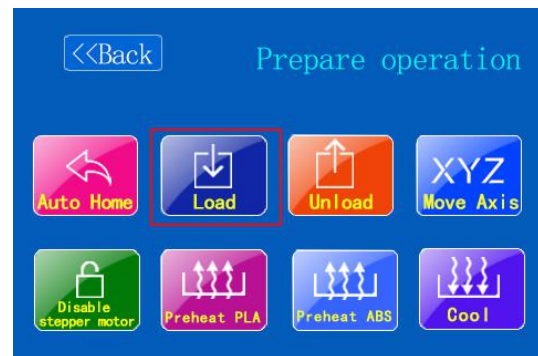 <<Back
Prepare operation
Auto Home
Load
Unload
XYZ
Move Axis
Disable
stepper motor
Preheat PLA
Preheat ABS
Cool